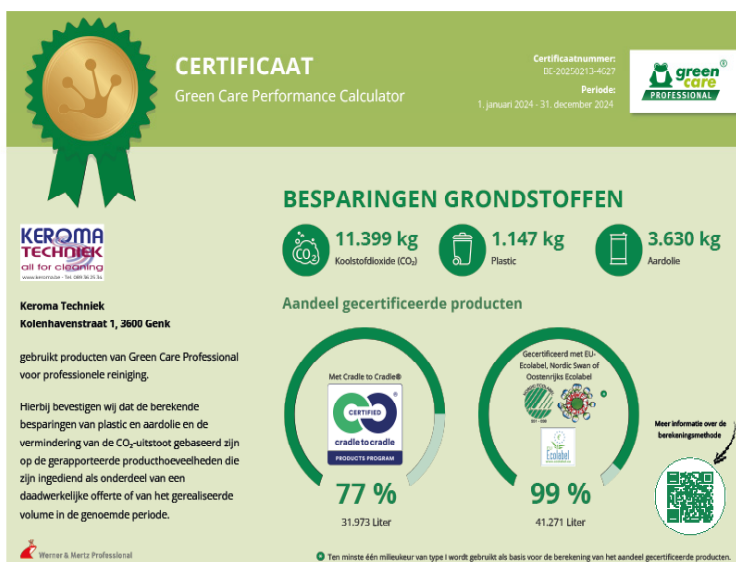 CERTIFICAAT
Green Care Performance Calculator
Certificaatnummer:
BE-20250213-4627
Periode:
1. januari 2024 - 31. december 2024
green
care
PROFESSIONAL
®
BESPARINGEN GRONDSTOFFEN
CO₂
11.399 kg
Koolstofdioxide (CO₂)
1.147 kg
Plastic
3.630 kg
Aardolie
KEROMA
TECHNIEK
all for cleaning
Keroma Techniek
Kolenhavenstraat 1, 3600 Genk
gebruikt producten van Green Care Professional
voor professionele reiniging.
Hierbij bevestigen wij dat de berekende
besparingen van plastic en aardolie en de
vermindering van de CO₂-uitstoot gebaseerd zijn
op de gerapporteerde producthoeveelheden die
zijn ingediend als onderdeel van een
daadwerkelijke offerte of van het gerealiseerde
volume in de genoemde periode.
Werner & Mertz Professional
Aandeel gecertificeerde producten
Met Cradle to Cradle®
CERTIFIED
cradletocradle
PRODUCTS PROGRAM
77 %
31.973 Liter
Gecertificeerd met EU-
Ecolabel, Nordic Swan of
Oostenrijks Ecolabel
Ecolabel
99 %
41.271 Liter
Meer informatie over de
berekeningsmethode
Ten minste één milieukeur van type I wordt gebruikt als basis voor de berekening van het aandeel gecertificeerde producten.